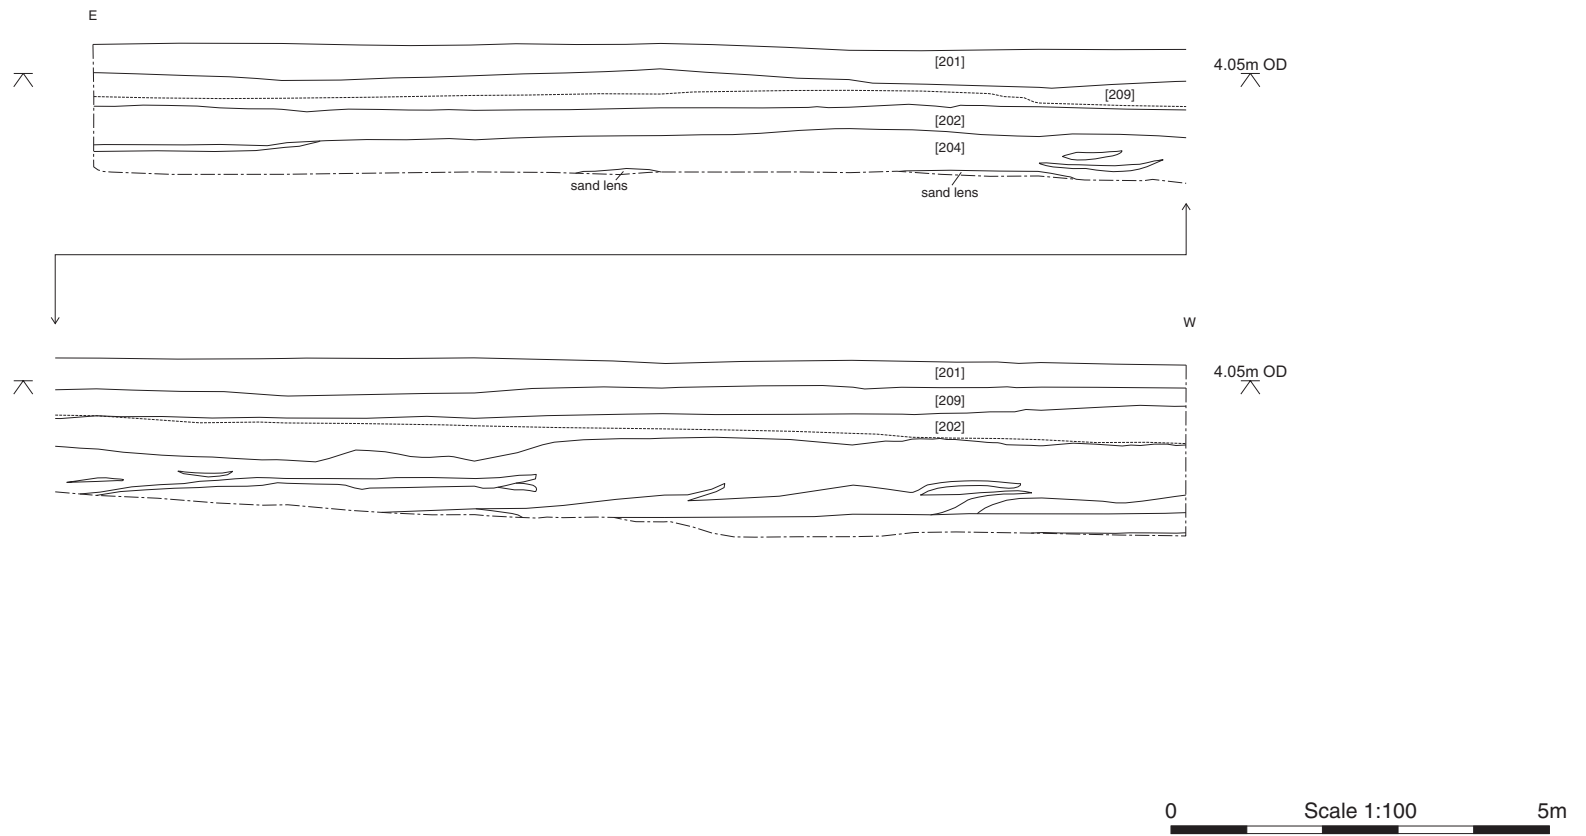 E
[201]
4.05m OD
[209]
[202]
[204]
sand lens
sand lens
W
[201]
4.05m OD
[209]
[202]
0 Scale 1:100 5m